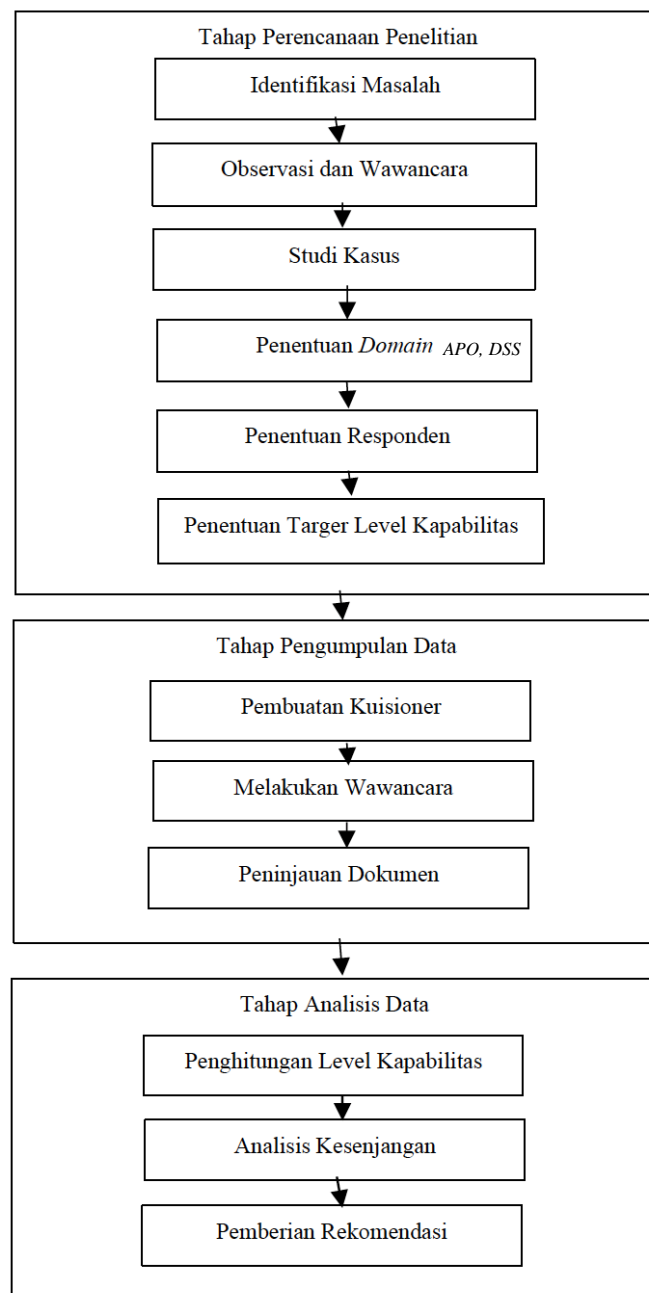 Tahap Perencanaan Penelitian
Identifikasi Masalah
Observasi dan Wawancara
Studi Kasus
Penentuan Domain APO, DSS
Penentuan Responden
Penentuan Targer Level Kapabilitas
Tahap Pengumpulan Data
Pembuatan Kuisioner
Melakukan Wawancara
Peninjauan Dokumen
Tahap Analisis Data
Penghitungan Level Kapabilitas
Analisis Kesenjangan
Pemberian Rekomendasi